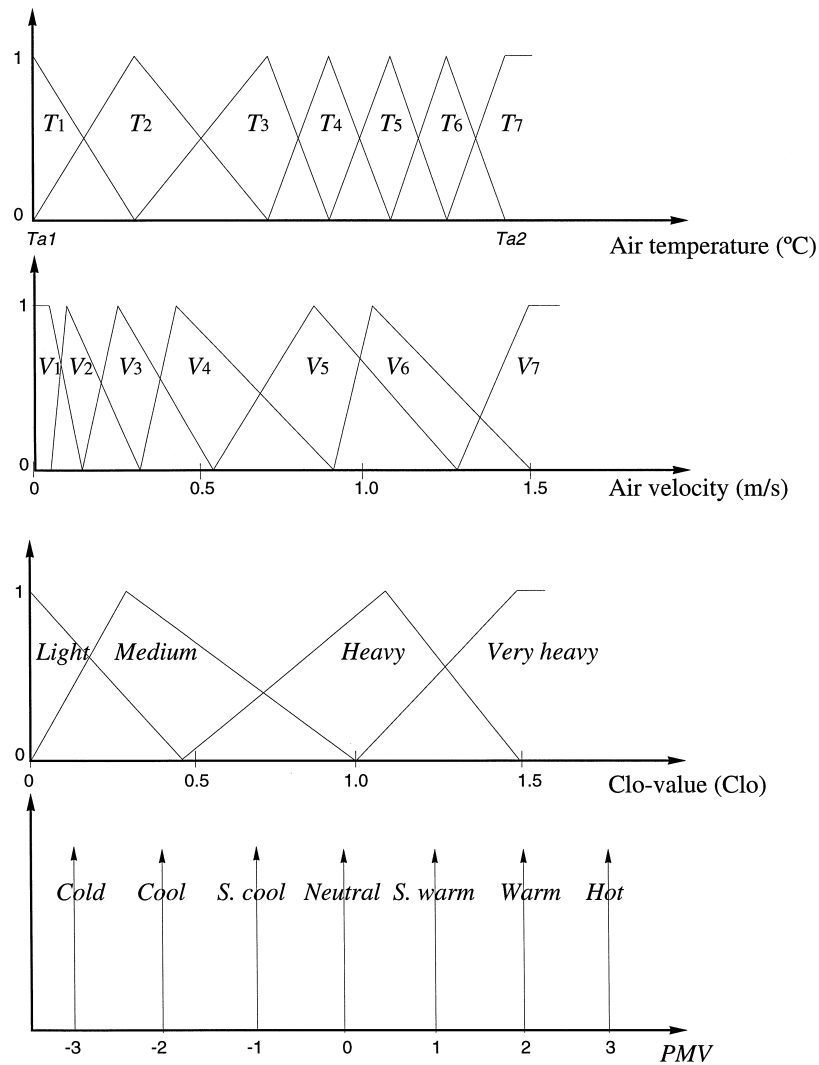 1
T1 T2 T3 T4 T5 T6 T7
0
Ta1 Ta2
Air temperature (ºC)
1
V1 V2 V3 V4 V5 V6 V7
0
0 0.5 1.0 1.5
Air velocity (m/s)
1
Light Medium Heavy Very heavy
0
0 0.5 1.0 1.5
Clo-value (Clo)
Cold Cool S. cool Neutral S. warm Warm Hot
-3 -2 -1 0 1 2 3
PMV